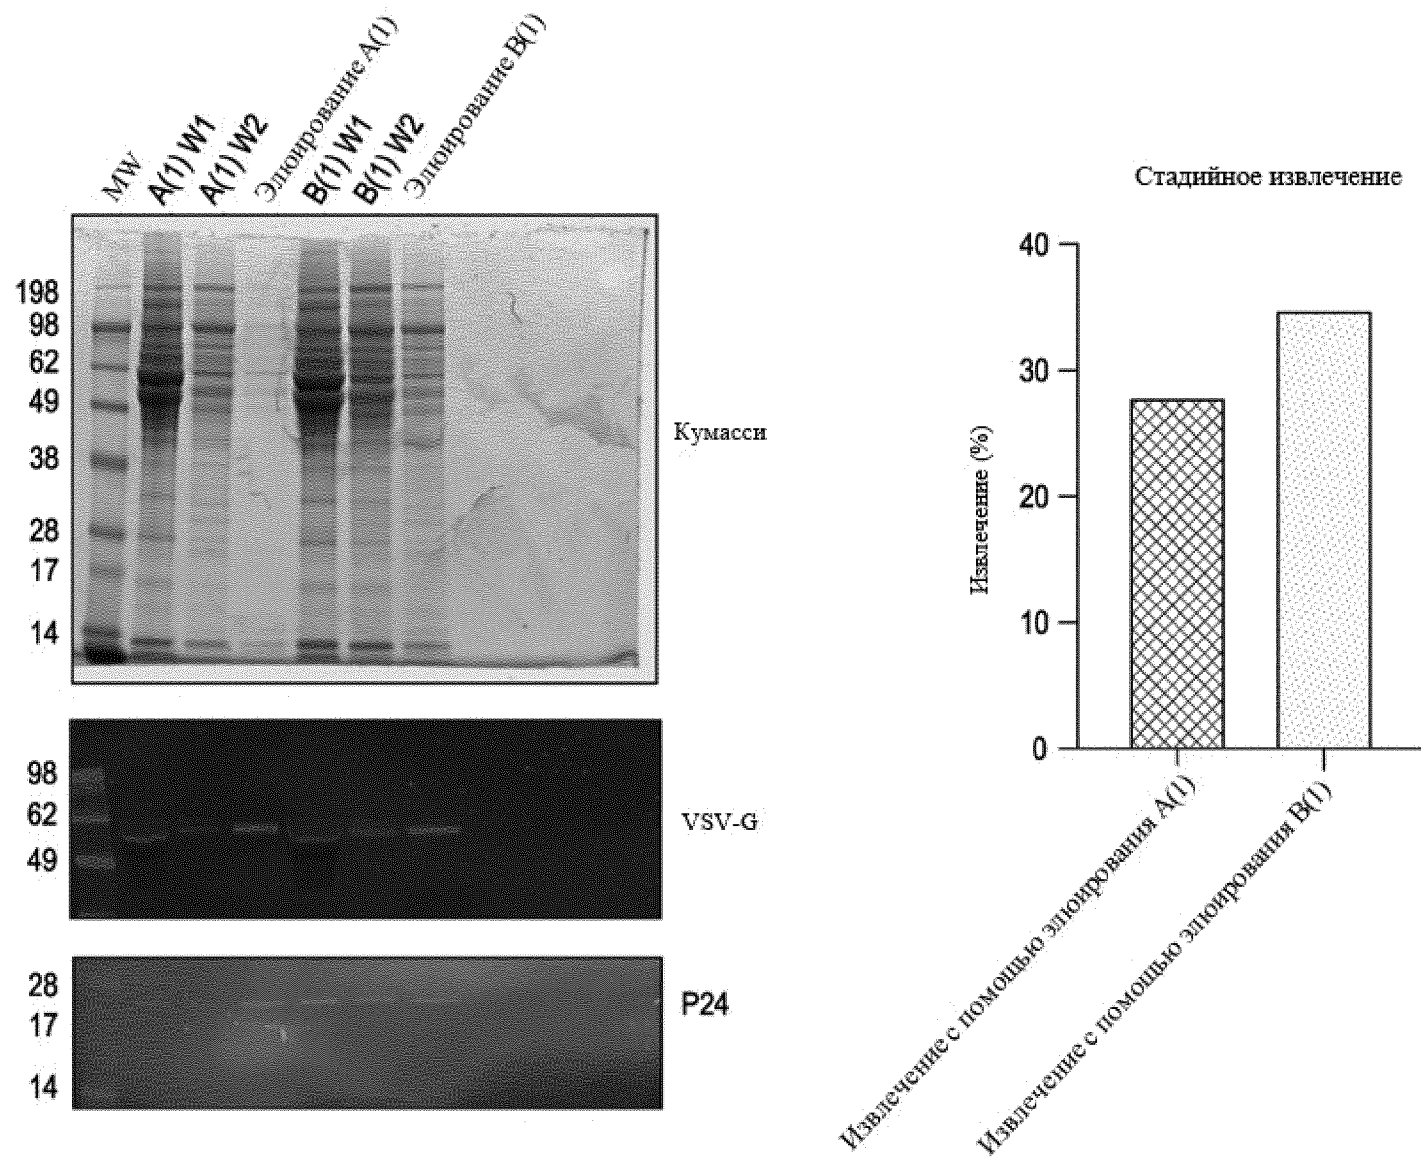 MW
A(1) W1
A(1) W2
Элюирование A(1)
B(1) W1
B(1) W2
Элюирование B(1)
198
98
62
49
38
28
17
14
Кумасси
98
62
49
VSV-G
28
17
14
P24
Стадийное извлечение
Извлечение (%)
40
30
20
10
0
Извлечение с помощью элюирования A(1)
Извлечение с помощью элюирования B(1)